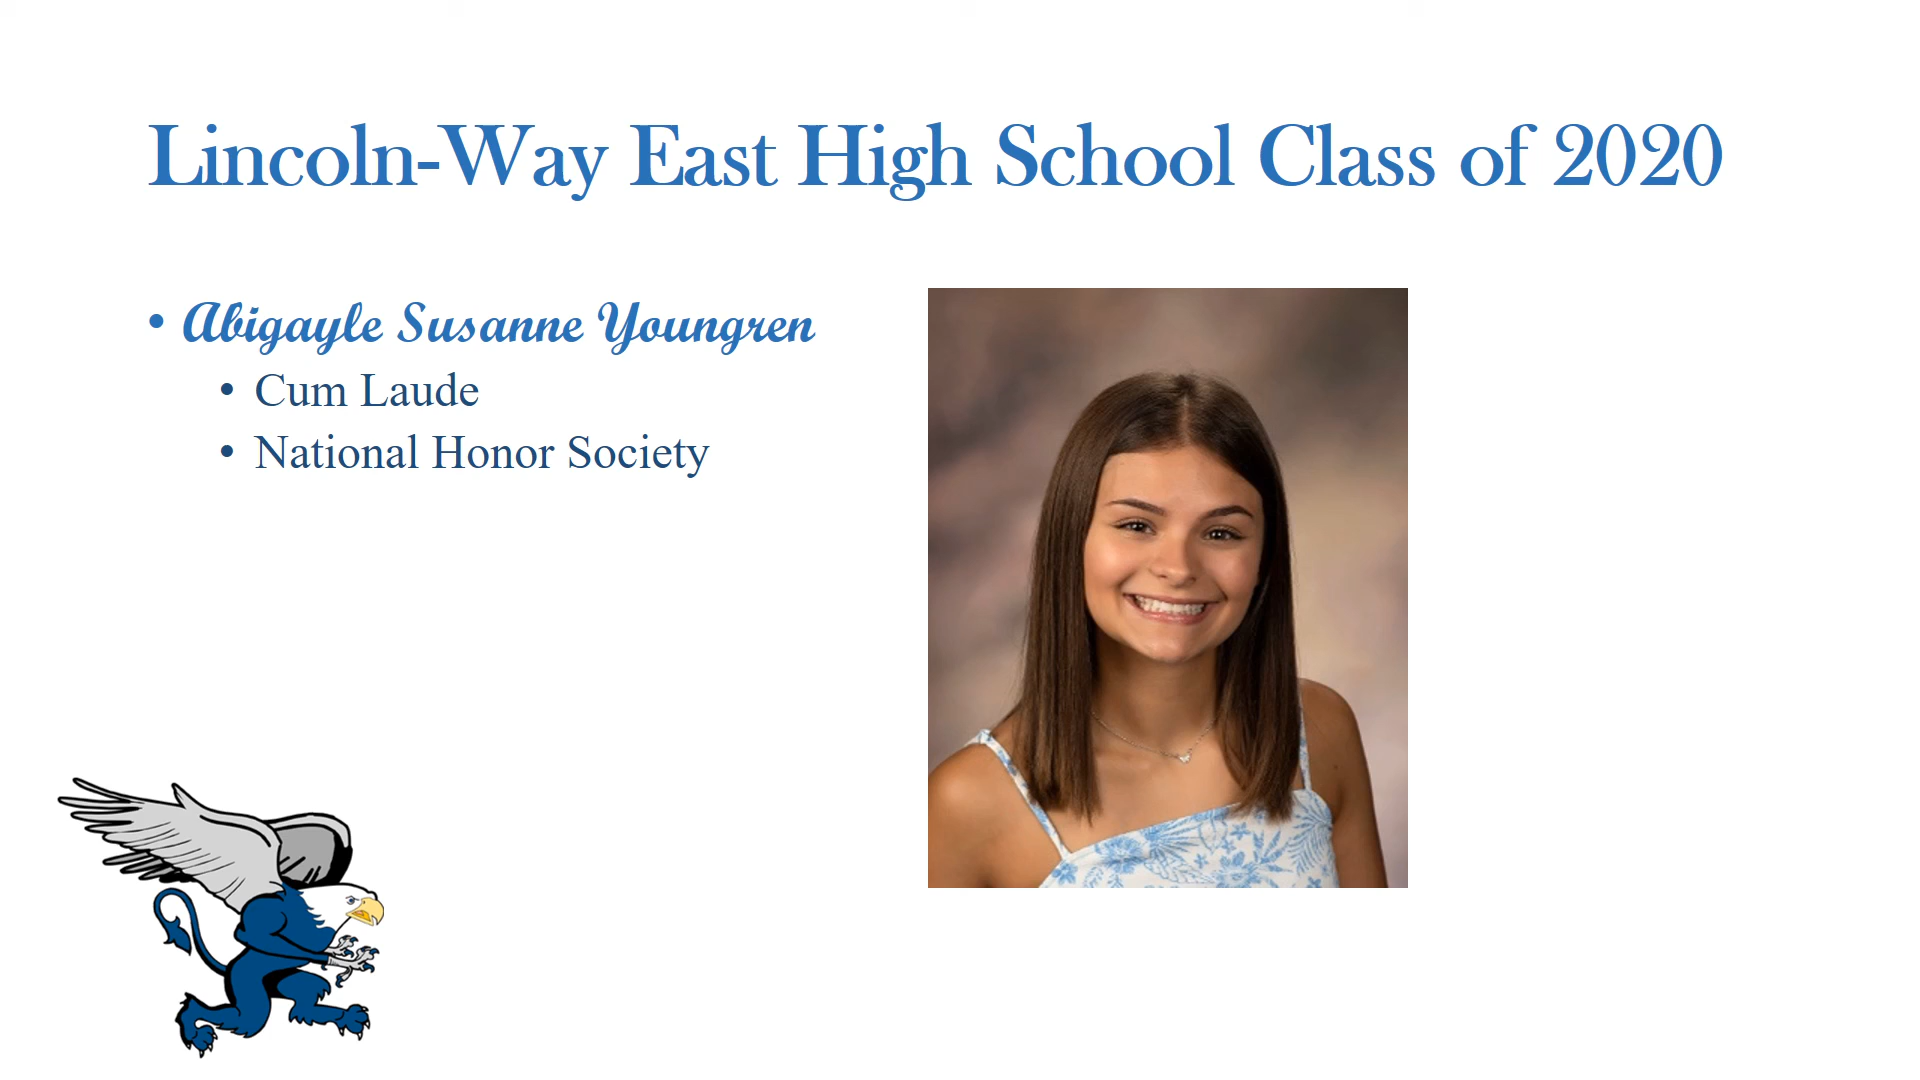 Lincoln-Way East High School Class of 2020
• Abigayle Susanne Youngren
• Cum Laude
• National Honor Society